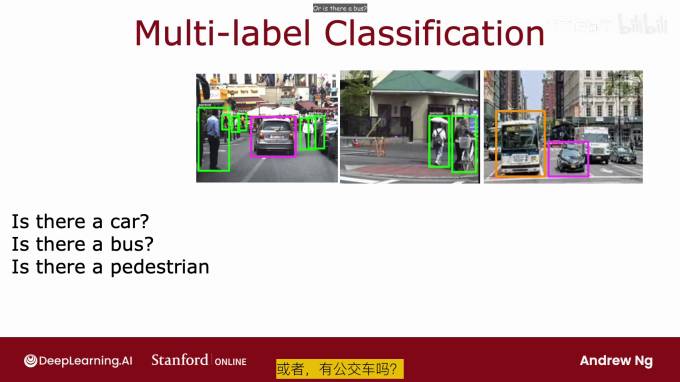 Or is there a bus?
Multi-label Classification
bilibili
Is there a car?
Is there a bus?
Is there a pedestrian
DeepLearning.AI
Stanford | ONLINE
Andrew Ng
或者，有公交车吗？